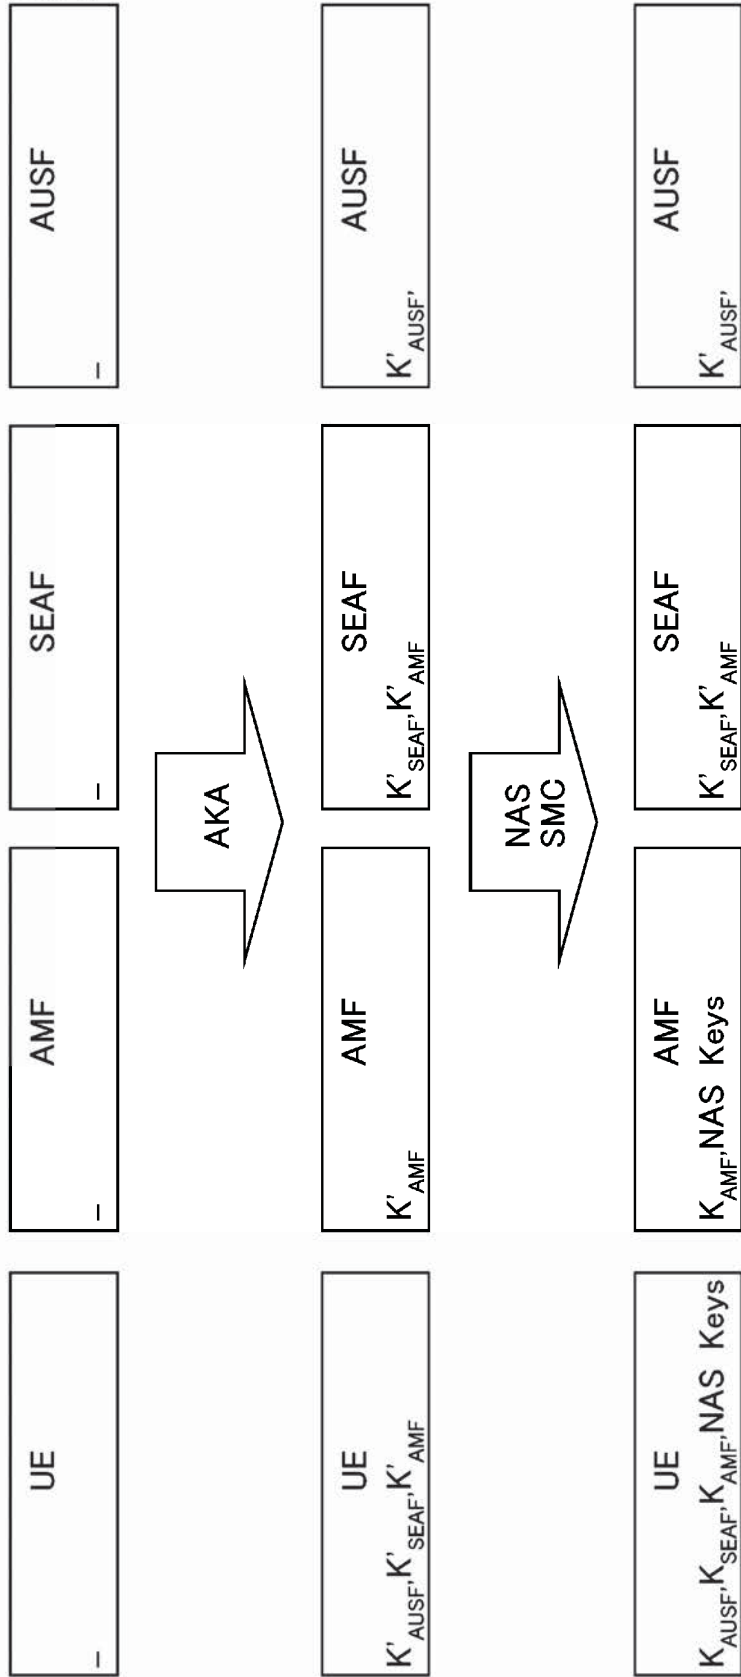 UE
–
AMF
–
SEAF
–
AUSF
–
AKA
UE
K'AUSF,K'SEAF,K'AMF
AMF
K'AMF
SEAF
K'SEAF,K'AMF
AUSF
K'AUSF'
NAS
SMC
UE
KAUSF,KSEAF,KAMF,NAS Keys
AMF
KAMF,NAS Keys
SEAF
K'SEAF,K'AMF
AUSF
K'AUSF'